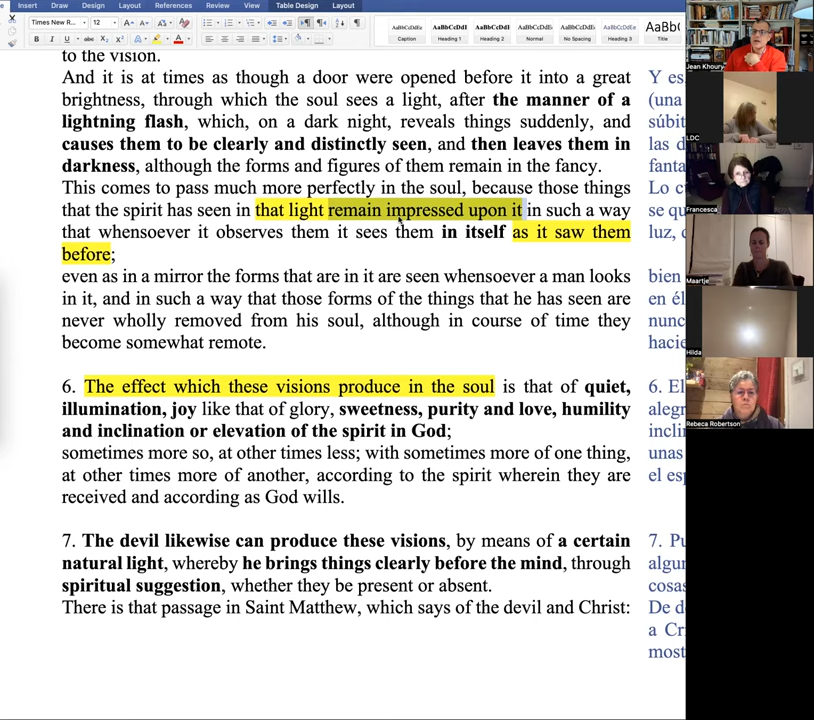 Insert Draw Design Layout References Review View Table Design Layout
Times New R... 12
Caption Heading 1 Heading 2 Normal No Spacing Heading 3 Title
to the vision.
And it is at times as though a door were opened before it into a great
brightness, through which the soul sees a light, after the manner of a
lightning flash, which, on a dark night, reveals things suddenly, and
causes them to be clearly and distinctly seen, and then leaves them in
darkness, although the forms and figures of them remain in the fancy.
This comes to pass much more perfectly in the soul, because those things
that the spirit has seen in that light remain impressed upon it in such a way
that whensoever it observes them it sees them in itself as it saw them
before;
even as in a mirror the forms that are in it are seen whensoever a man looks
in it, and in such a way that those forms of the things that he has seen are
never wholly removed from his soul, although in course of time they
become somewhat remote.
6. The effect which these visions produce in the soul is that of quiet,
illumination, joy like that of glory, sweetness, purity and love, humility
and inclination or elevation of the spirit in God;
sometimes more so, at other times less; with sometimes more of one thing,
at other times more of another, according to the spirit wherein they are
received and according as God wills.
7. The devil likewise can produce these visions, by means of a certain
natural light, whereby he brings things clearly before the mind, through
spiritual suggestion, whether they be present or absent.
There is that passage in Saint Matthew, which says of the devil and Christ:
Y es
(una
súbit
las d
fanta
Lo cu
se qu
luz, c
bien
en él
nunc
hacie
6. El
alegr
incli
unas
el esp
7. Pu
algur
cosas
De d
a Cr
most
Jean Khoury
LDC
Francesca
Maartje
Hilda
Rebeca Robertson